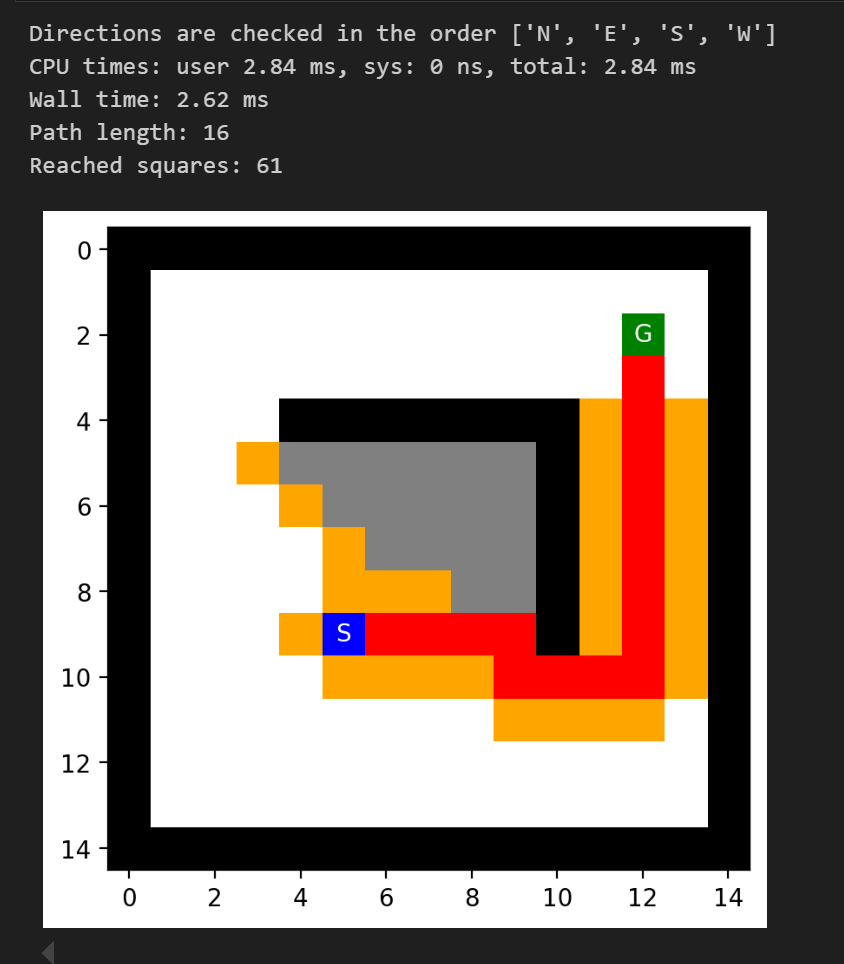 Directions are checked in the order ['N', 'E', 'S', 'W']
CPU times: user 2.84 ms, sys: 0 ns, total: 2.84 ms
Wall time: 2.62 ms
Path length: 16
Reached squares: 61
0
2
G
4
6
8
S
10
12
14
0 2 4 6 8 10 12 14